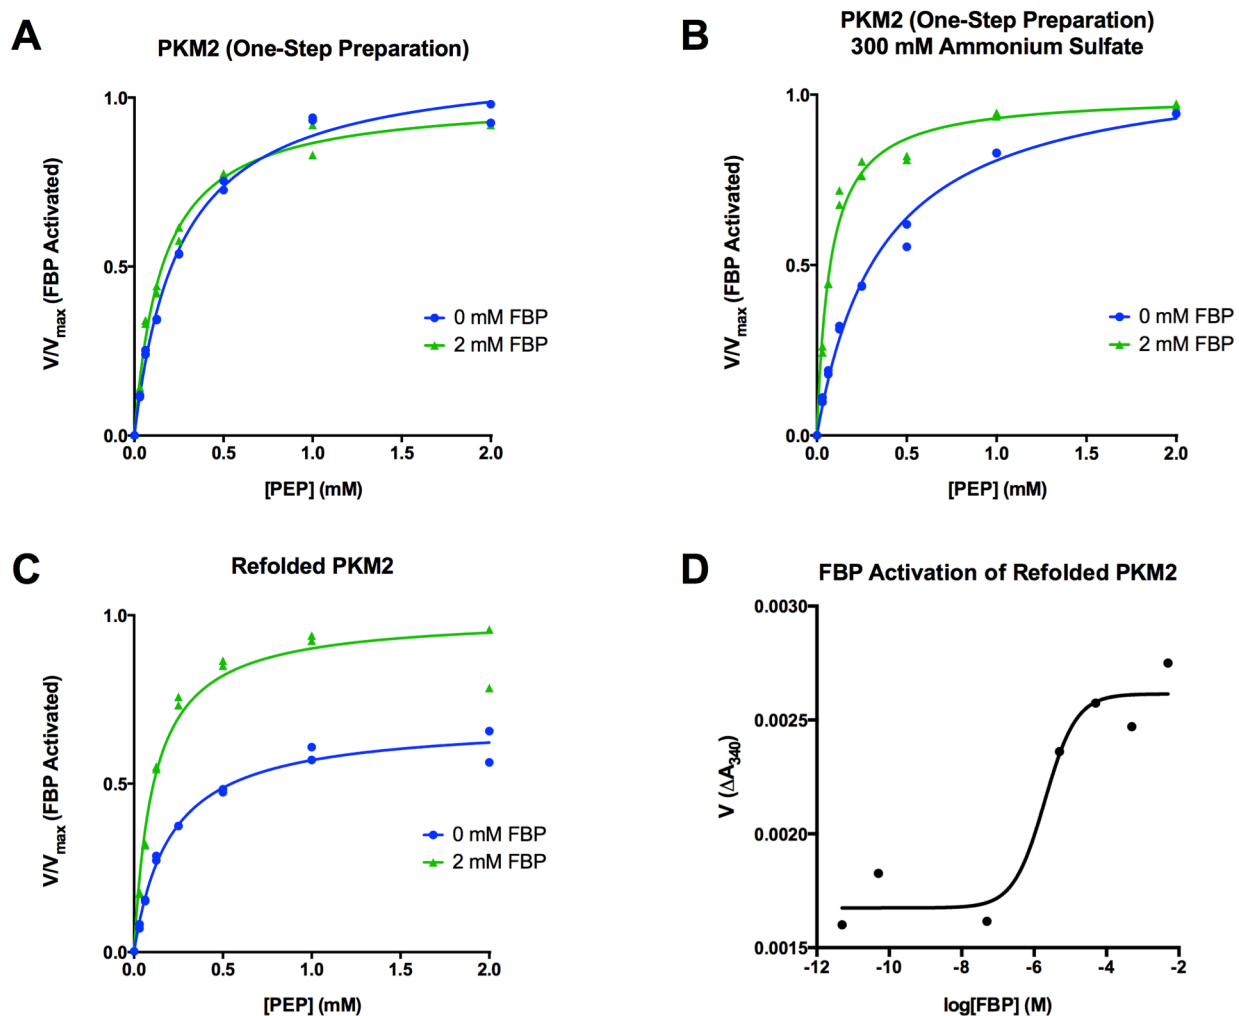 A
PKM2 (One-Step Preparation)
V/Vmax (FBP Activated)
1.0
0.5
0.0
0.0 0.5 1.0 1.5 2.0
[PEP] (mM)
0 mM FBP
2 mM FBP
B
PKM2 (One-Step Preparation)
300 mM Ammonium Sulfate
V/Vmax (FBP Activated)
1.0
0.5
0.0
0.0 0.5 1.0 1.5 2.0
[PEP] (mM)
0 mM FBP
2 mM FBP
C
Refolded PKM2
V/Vmax (FBP Activated)
1.0
0.5
0.0
0.0 0.5 1.0 1.5 2.0
[PEP] (mM)
0 mM FBP
2 mM FBP
D
FBP Activation of Refolded PKM2
V (ΔA340)
0.0030
0.0025
0.0020
0.0015
-12 -10 -8 -6 -4 -2
log[FBP] (M)